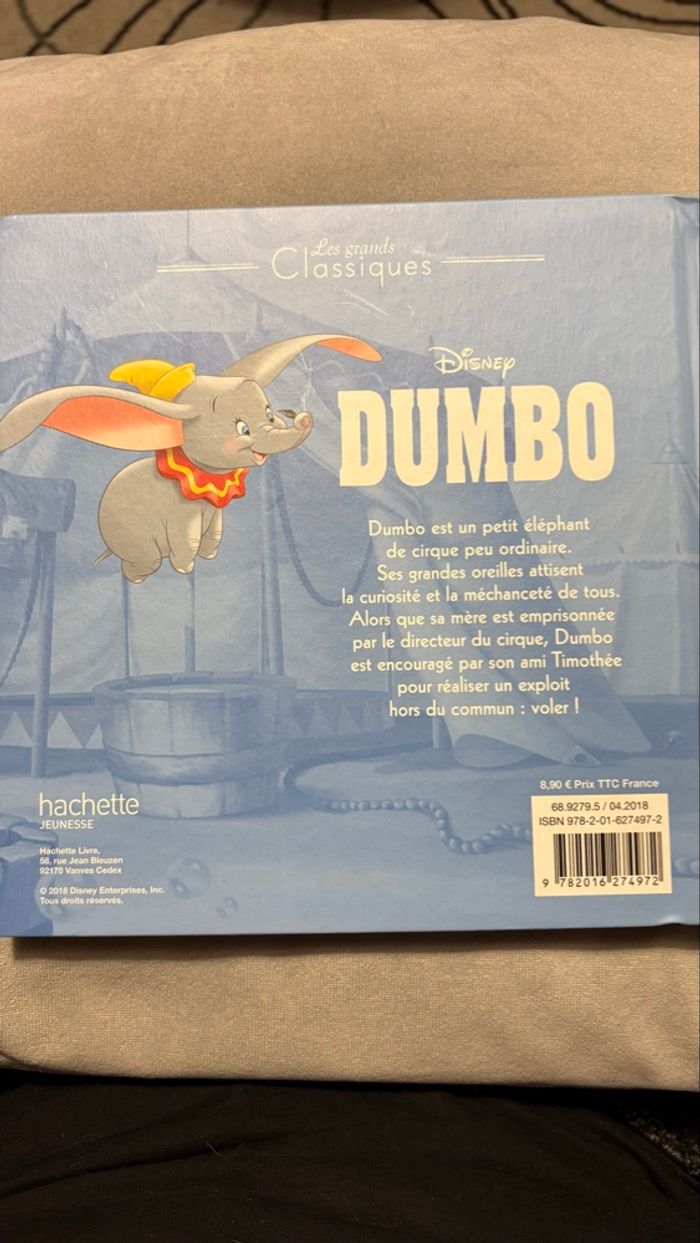 Les grands
Classiques
Disney
DUMBO
Dumbo est un petit éléphant
de cirque peu ordinaire.
Ses grandes oreilles attisent
la curiosité et la méchanceté de tous.
Alors que sa mère est emprisonnée
par le directeur du cirque, Dumbo
est encouragé par son ami Timothée
pour réaliser un exploit
hors du commun : voler !
8,90 € Prix TTC France
68.9279.5 / 04.2018
ISBN 978-2-01-627497-2
9 782016 274972
hachette
JEUNESSE
Hachette Livre,
58, rue Jean Bleuzen
92178 Vanves Cedex
© 2018 Disney Enterprises, Inc.
Tous droits réservés.